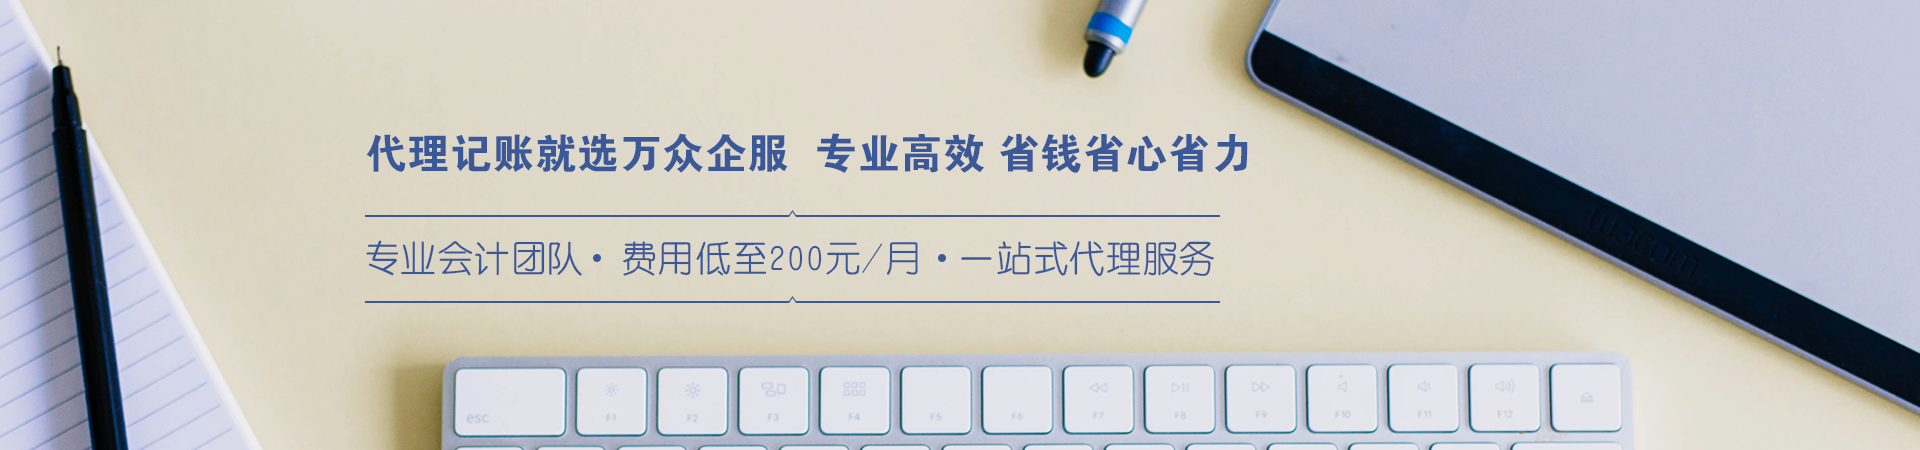 代理记账就选万众企服 专业高效 省钱省心省力
专业会计团队· 费用低至200元/月 ·一站式代理服务
wacom
esc F1 F2 F3 F4 F5 F6 F7 F8 F9 F10 F11 F12